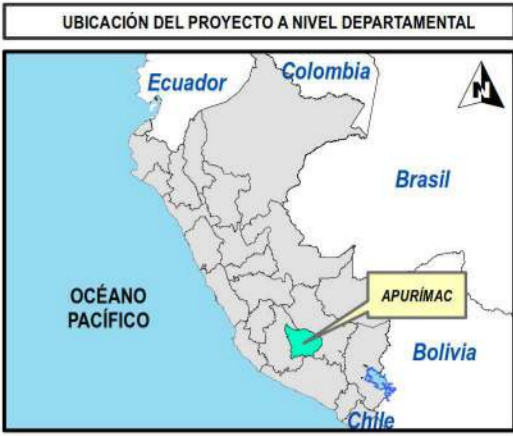 UBICACIÓN DEL PROYECTO A NIVEL DEPARTAMENTAL
Ecuador
Colombia
N
Brasil
OCÉANO
PACÍFICO
APURÍMAC
Bolivia
Chile